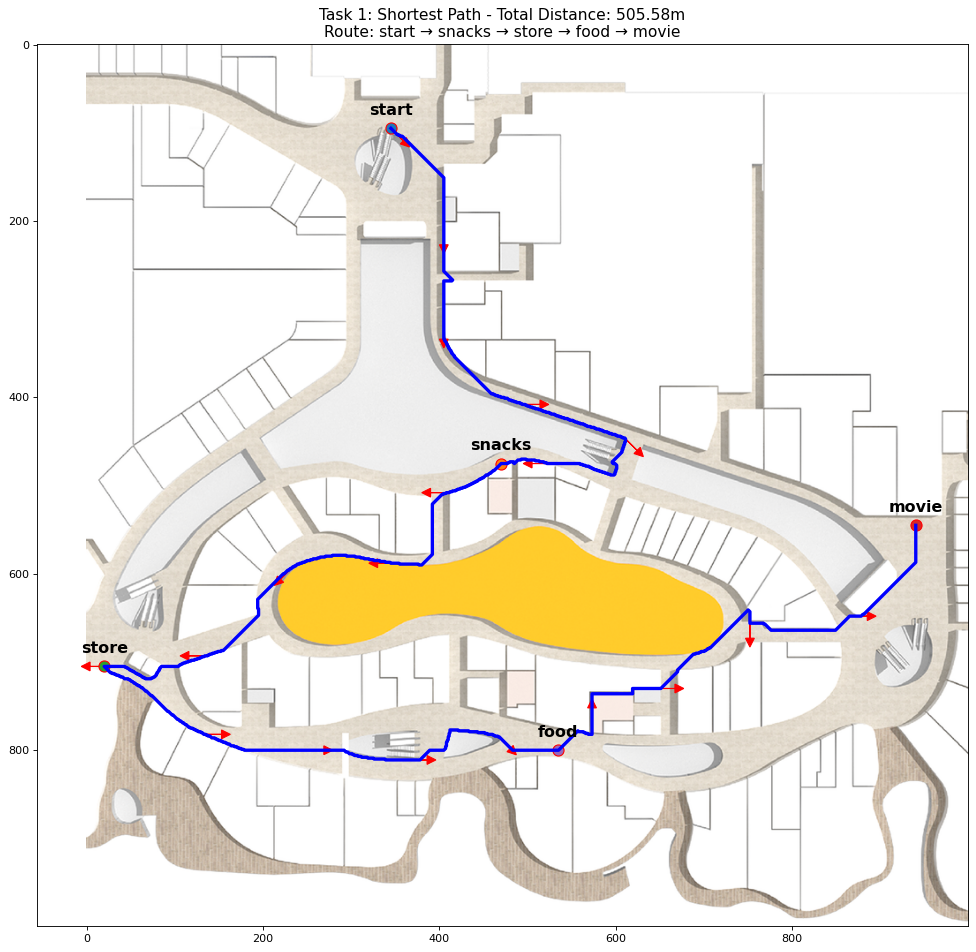 Task 1: Shortest Path - Total Distance: 505.58m
Route: start → snacks → store → food → movie
0
start
200
400
snacks
movie
600
store
food
800
0
200
400
600
800